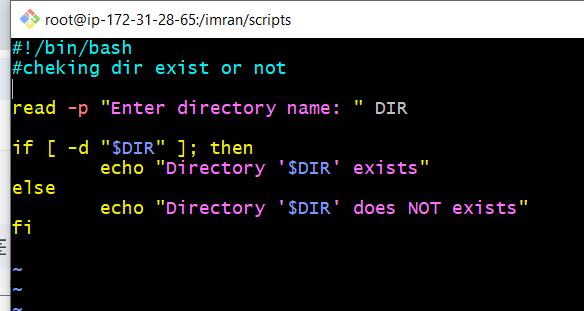 root@ip-172-31-28-65:/imran/scripts
#!/bin/bash
#cheking dir exist or not
read -p "Enter directory name: " DIR
if [ -d "$DIR" ]; then
        echo "Directory '$DIR' exists"
else
        echo "Directory '$DIR' does NOT exists"
fi
~
~
~